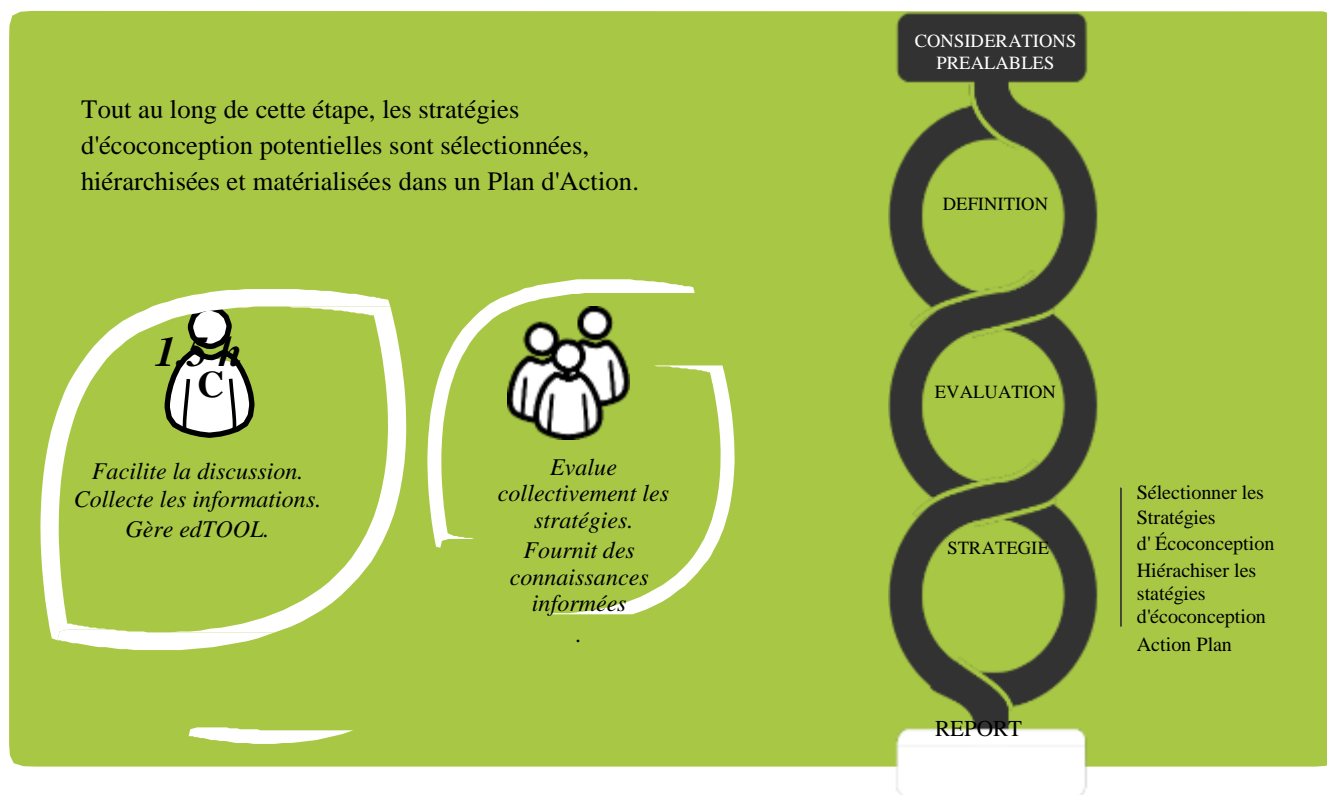 CONSIDERATIONS
PREALABLES
Tout au long de cette étape, les stratégies
d'écoconception potentielles sont sélectionnées,
hiérarchisées et matérialisées dans un Plan d'Action.
DEFINITION
1.5 h
C
Facilite la discussion.
Collecte les informations.
Gère edTOOL.
Evalue
collectivement les
stratégies.
Fournit des
connaissances
informées
.
EVALUATION
STRATEGIE
Sélectionner les
Stratégies
d' Écoconception
Hiérachiser les
statégies
d'écoconception
Action Plan
REPORT